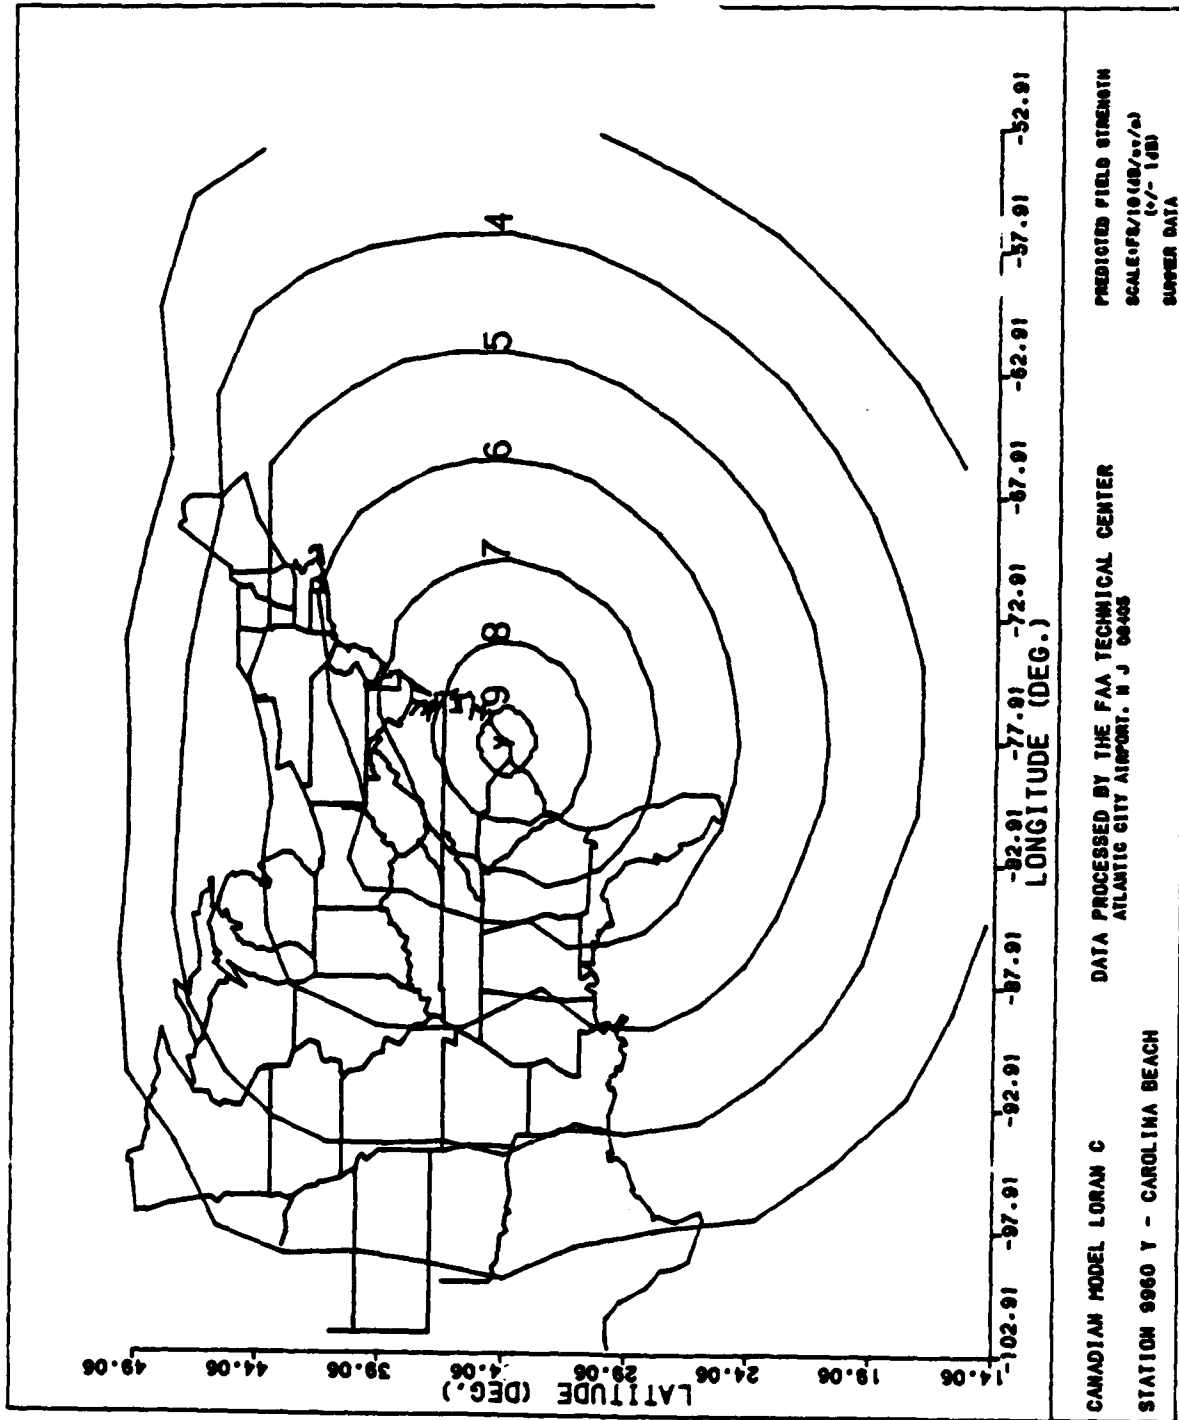 49.06
44.06
39.06
34.06
29.06
24.06
19.06
14.06
LATITUDE (DEG.)
4
5
6
7
8
9
-102.91
-97.91
-92.91
-87.91
-82.91
-77.91
-72.91
-67.91
-62.91
-57.91
-52.91
LONGITUDE (DEG.)
CANADIAN MODEL LORAN C
STATION 9960 Y - CAROLINA BEACH
DATA PROCESSED BY THE FAA TECHNICAL CENTER
ATLANTIC CITY AIRPORT, N J 08405
PREDICTED FIELD STRENGTH
SCALE:FS/10(dB/uv/m)
(+/- 1dB)
SUMMER DATA